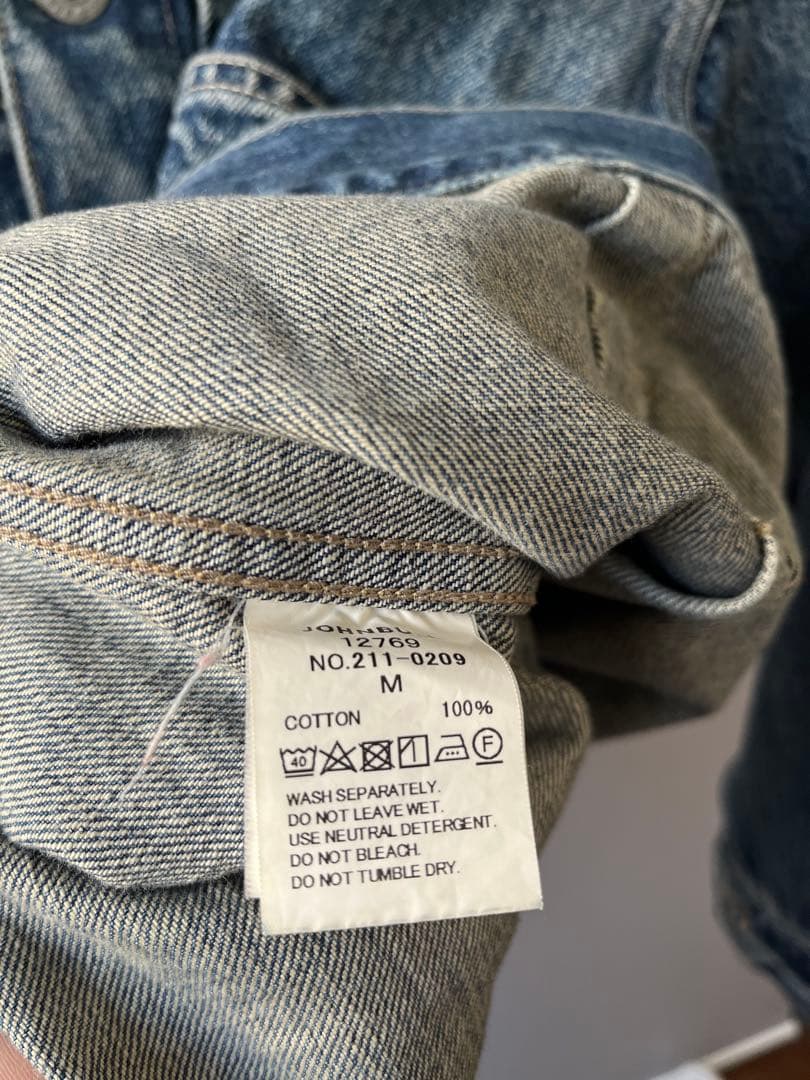 12769
NO.211-0209
M
COTTON 100%
40 F
WASH SEPARATELY.
DO NOT LEAVE WET.
USE NEUTRAL DETERGENT.
DO NOT BLEACH.
DO NOT TUMBLE DRY.